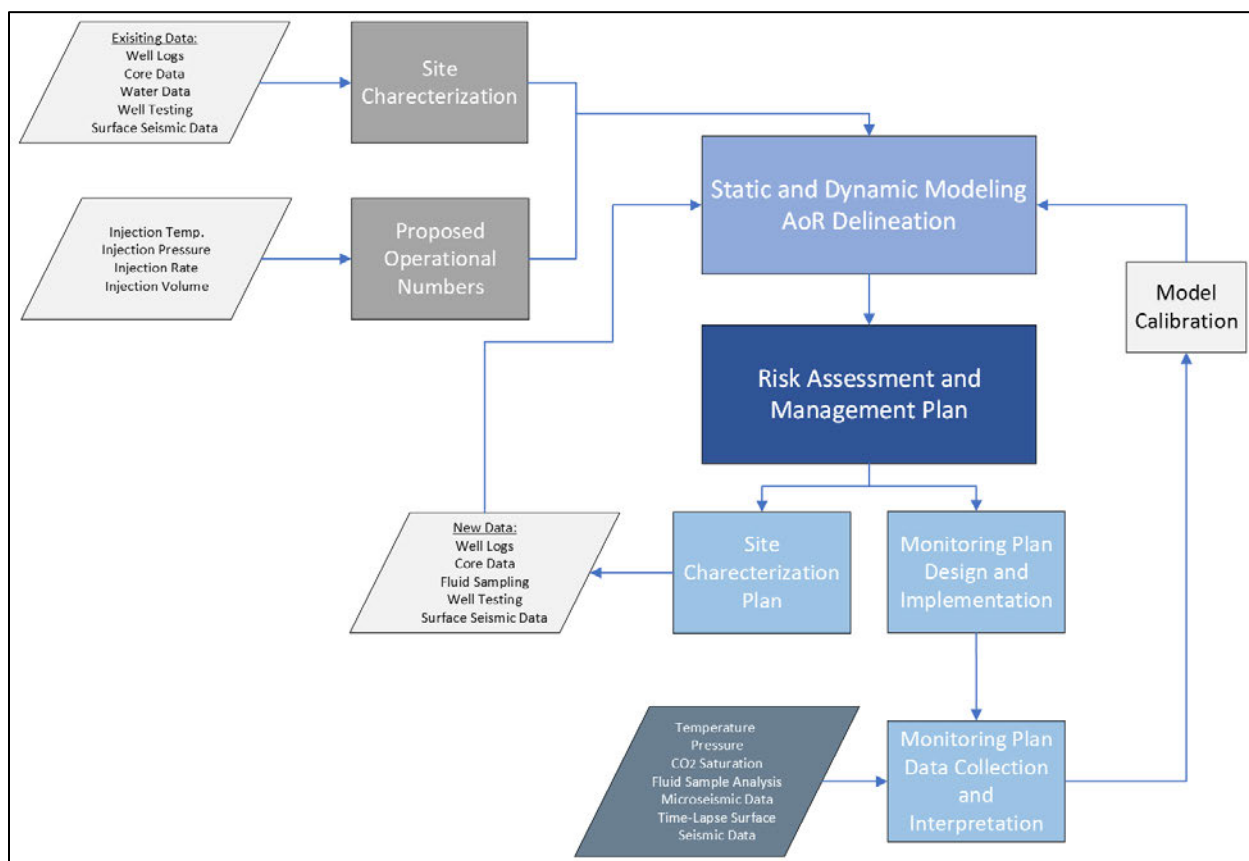 Exisiting Data:
Well Logs
Core Data
Water Data
Well Testing
Surface Seismic Data
Site
Charecterization
Injection Temp.
Injection Pressure
Injection Rate
Injection Volume
Proposed
Operational
Numbers
Static and Dynamic Modeling
AoR Delineation
Model
Calibration
Risk Assessment and
Management Plan
New Data:
Well Logs
Core Data
Fluid Sampling
Well Testing
Surface Seismic Data
Site
Charecterization
Plan
Monitoring Plan
Design and
Implementation
Temperature
Pressure
CO2 Saturation
Fluid Sample Analysis
Microseismic Data
Time-Lapse Surface
Seismic Data
Monitoring Plan
Data Collection
and
Interpretation